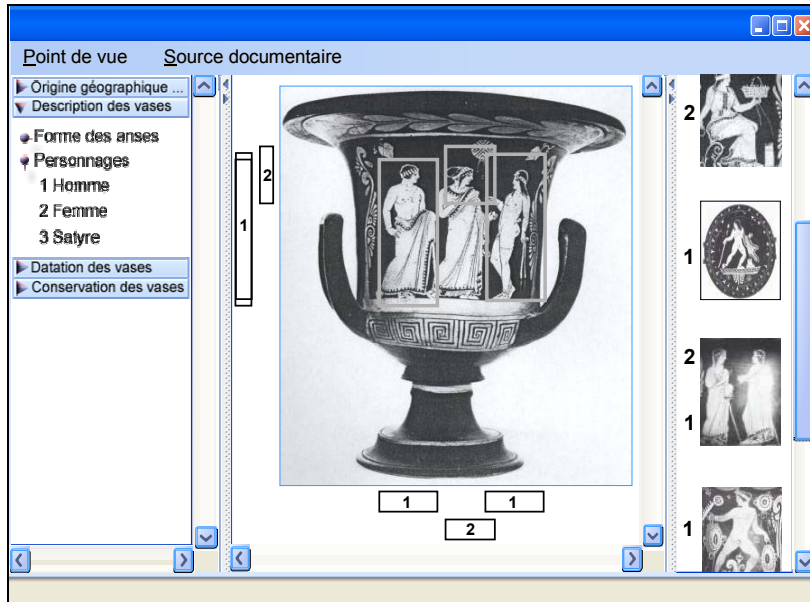 Point de vue Source documentaire
Origine géographique ...
Description des vases
Forme des anses
Personnages
1 Homme
2 Femme
3 Satyre
Datation des vases
Conservation des vases
1
2
1 1
2
2
1
2
1
1